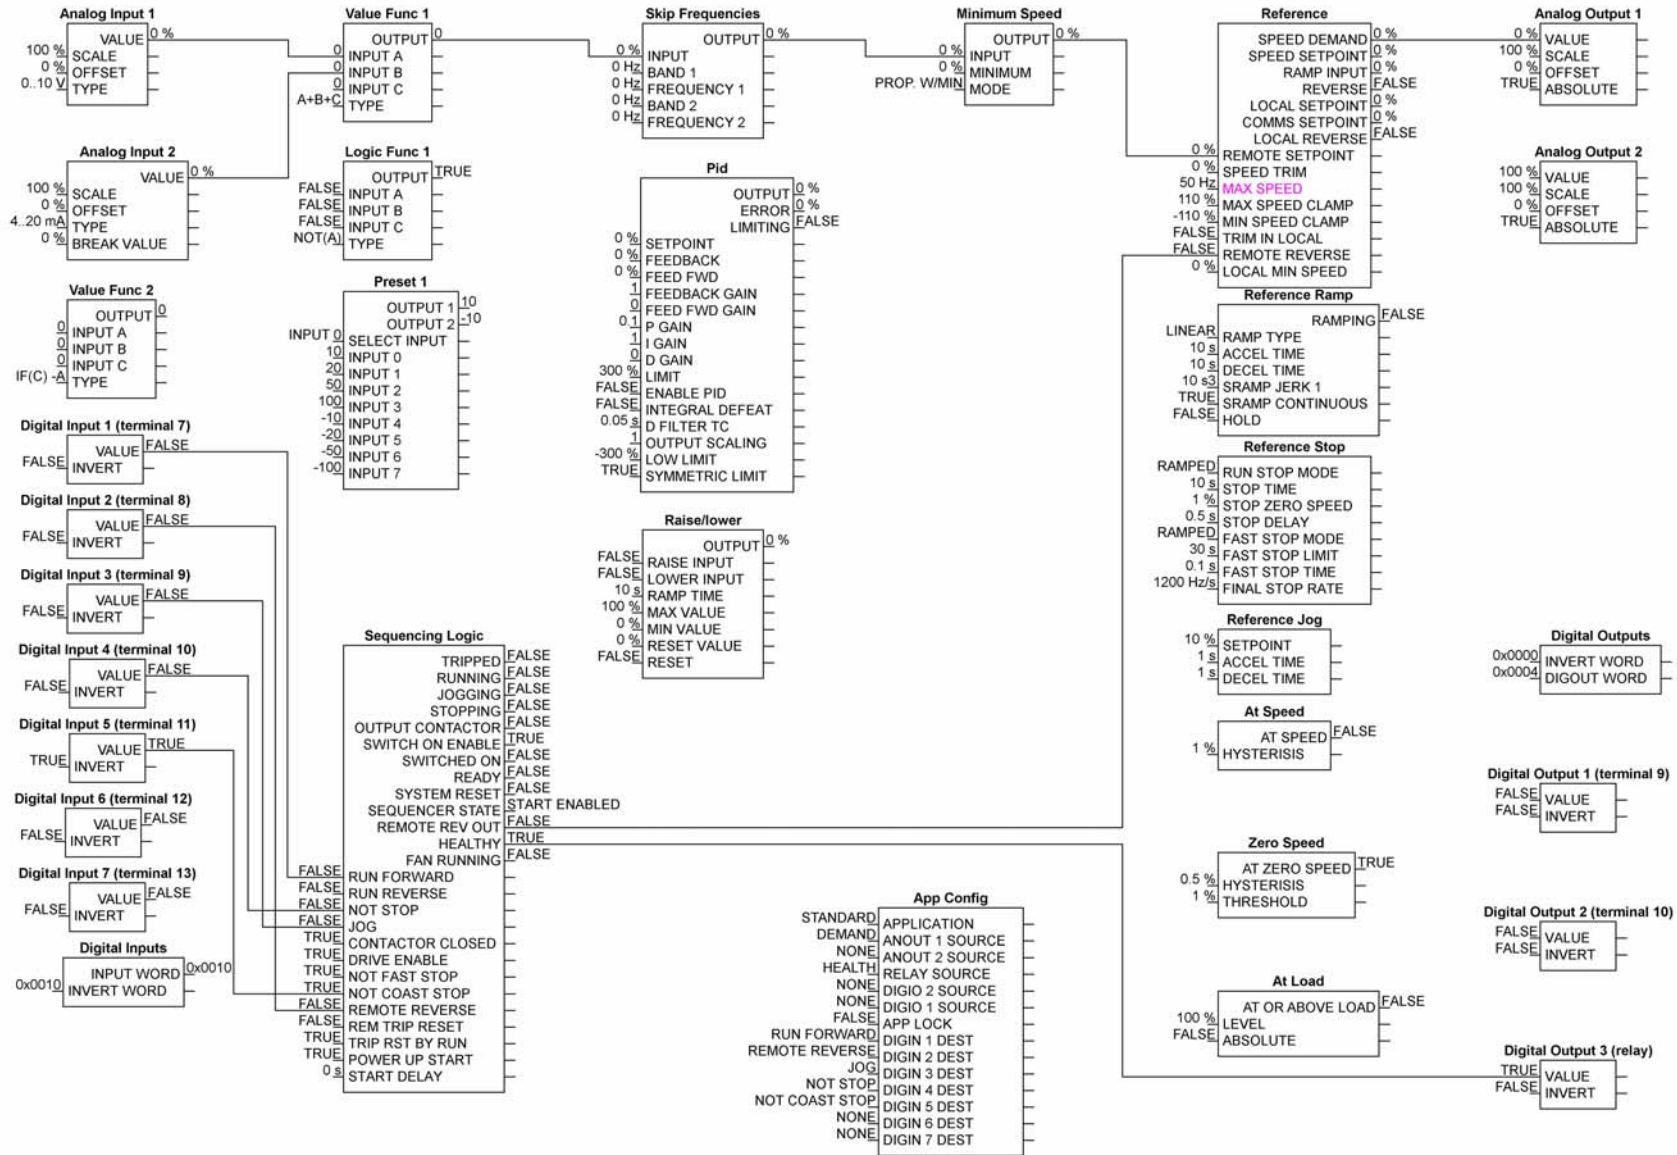 Analog Input 1
VALUE 0 %
100 % SCALE
0 % OFFSET
0..10 V TYPE
Analog Input 2
VALUE 0 %
100 % SCALE
0 % OFFSET
4..20 mA TYPE
0 % BREAK VALUE
Value Func 2
OUTPUT 0
0 INPUT A
0 INPUT B
0 INPUT C
IF(C) -A TYPE
Digital Input 1 (terminal 7)
VALUE FALSE
FALSE INVERT
Digital Input 2 (terminal 8)
VALUE FALSE
FALSE INVERT
Digital Input 3 (terminal 9)
VALUE FALSE
FALSE INVERT
Digital Input 4 (terminal 10)
VALUE FALSE
FALSE INVERT
Digital Input 5 (terminal 11)
VALUE TRUE
TRUE INVERT
Digital Input 6 (terminal 12)
VALUE FALSE
FALSE INVERT
Digital Input 7 (terminal 13)
VALUE FALSE
FALSE INVERT
Digital Inputs
INPUT WORD 0x0010
0x0010 INVERT WORD
Value Func 1
OUTPUT 0
0 INPUT A
0 INPUT B
0 INPUT C
A+B+C TYPE
Logic Func 1
OUTPUT TRUE
FALSE INPUT A
FALSE INPUT B
FALSE INPUT C
NOT(A) TYPE
Preset 1
OUTPUT 1 10
OUTPUT 2 -10
INPUT 0 SELECT INPUT
10 INPUT 0
20 INPUT 1
50 INPUT 2
100 INPUT 3
-10 INPUT 4
-20 INPUT 5
-50 INPUT 6
-100 INPUT 7
Sequencing Logic
TRIPPED FALSE
RUNNING FALSE
JOGGING FALSE
STOPPING FALSE
OUTPUT CONTACTOR FALSE
SWITCH ON ENABLE TRUE
SWITCHED ON FALSE
READY FALSE
SYSTEM RESET FALSE
SEQUENCER STATE START ENABLED
REMOTE REV OUT FALSE
HEALTHY TRUE
FAN RUNNING FALSE
FALSE RUN FORWARD
FALSE RUN REVERSE
FALSE NOT STOP
FALSE JOG
TRUE CONTACTOR CLOSED
TRUE DRIVE ENABLE
TRUE NOT FAST STOP
TRUE NOT COAST STOP
FALSE REMOTE REVERSE
FALSE REM TRIP RESET
TRUE TRIP RST BY RUN
TRUE POWER UP START
0 s START DELAY
Skip Frequencies
OUTPUT 0 %
0 % INPUT
0 Hz BAND 1
0 Hz FREQUENCY 1
0 Hz BAND 2
0 Hz FREQUENCY 2
Pid
OUTPUT 0 %
ERROR 0 %
LIMITING FALSE
0 % SETPOINT
0 % FEEDBACK
0 % FEED FWD
1 FEEDBACK GAIN
0 FEED FWD GAIN
0.1 P GAIN
1 I GAIN
0 D GAIN
300 % LIMIT
FALSE ENABLE PID
FALSE INTEGRAL DEFEAT
0.05 s D FILTER TC
1 OUTPUT SCALING
-300 % LOW LIMIT
TRUE SYMMETRIC LIMIT
Raise/lower
OUTPUT 0 %
FALSE RAISE INPUT
FALSE LOWER INPUT
10 s RAMP TIME
100 % MAX VALUE
0 % MIN VALUE
0 % RESET VALUE
FALSE RESET
Minimum Speed
OUTPUT 0 %
0 % INPUT
0 % MINIMUM
PROP. W/MIN MODE
App Config
STANDARD APPLICATION
DEMAND ANOUT 1 SOURCE
NONE ANOUT 2 SOURCE
HEALTH RELAY SOURCE
NONE DIGIO 2 SOURCE
NONE DIGIO 1 SOURCE
FALSE APP LOCK
RUN FORWARD DIGIN 1 DEST
REMOTE REVERSE DIGIN 2 DEST
JOG DIGIN 3 DEST
NOT STOP DIGIN 4 DEST
NOT COAST STOP DIGIN 5 DEST
NONE DIGIN 6 DEST
NONE DIGIN 7 DEST
Reference
SPEED DEMAND 0 %
SPEED SETPOINT 0 %
RAMP INPUT 0 %
REVERSE FALSE
LOCAL SETPOINT 0 %
COMMS SETPOINT 0 %
LOCAL REVERSE FALSE
0 % REMOTE SETPOINT
0 % SPEED TRIM
50 Hz MAX SPEED
110 % MAX SPEED CLAMP
-110 % MIN SPEED CLAMP
FALSE TRIM IN LOCAL
FALSE REMOTE REVERSE
0 % LOCAL MIN SPEED
Reference Ramp
RAMPING FALSE
LINEAR RAMP TYPE
10 s ACCEL TIME
10 s DECEL TIME
10 s3 SRAMP JERK 1
TRUE SRAMP CONTINUOUS
FALSE HOLD
Reference Stop
RAMPED RUN STOP MODE
10 s STOP TIME
1 % STOP ZERO SPEED
0.5 s STOP DELAY
RAMPED FAST STOP MODE
30 s FAST STOP LIMIT
0.1 s FAST STOP TIME
1200 Hz/s FINAL STOP RATE
Reference Jog
10 % SETPOINT
1 s ACCEL TIME
1 s DECEL TIME
At Speed
AT SPEED FALSE
1 % HYSTERISIS
Zero Speed
AT ZERO SPEED TRUE
0.5 % HYSTERISIS
1 % THRESHOLD
At Load
AT OR ABOVE LOAD FALSE
100 % LEVEL
FALSE ABSOLUTE
Analog Output 1
0 % VALUE
100 % SCALE
0 % OFFSET
TRUE ABSOLUTE
Analog Output 2
100 % VALUE
100 % SCALE
0 % OFFSET
TRUE ABSOLUTE
Digital Outputs
0x0000 INVERT WORD
0x0004 DIGOUT WORD
Digital Output 1 (terminal 9)
FALSE VALUE
FALSE INVERT
Digital Output 2 (terminal 10)
FALSE VALUE
FALSE INVERT
Digital Output 3 (relay)
TRUE VALUE
FALSE INVERT